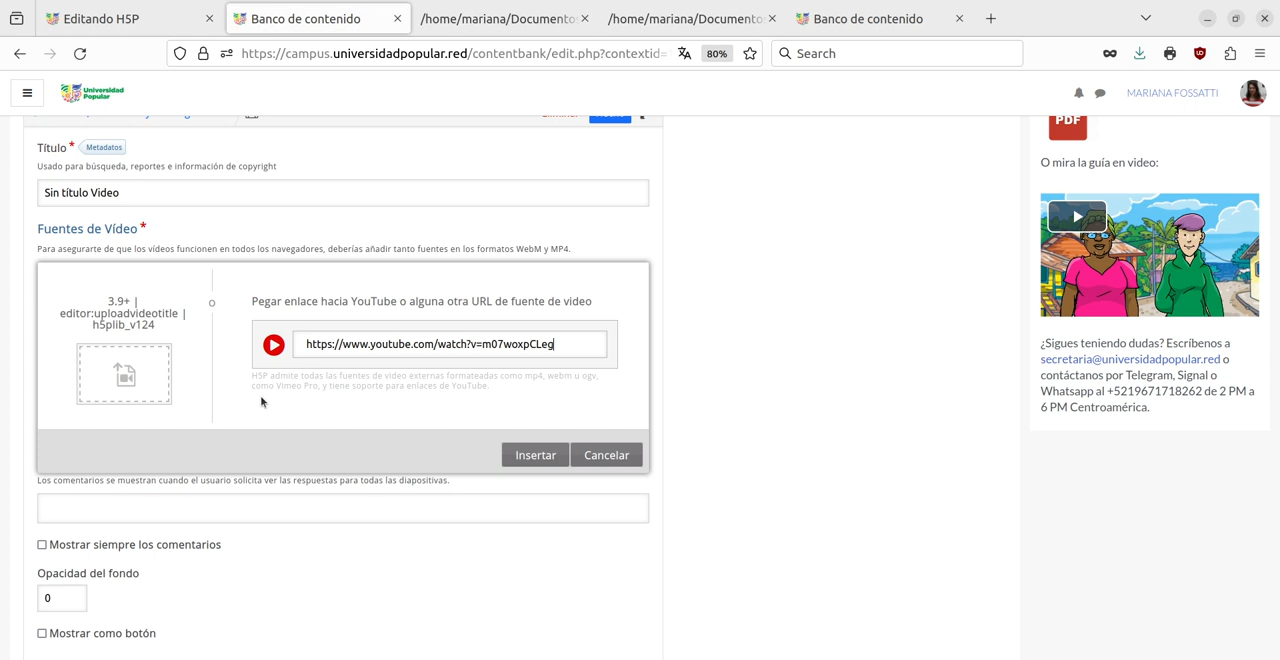 Editando H5P
Banco de contenido
/home/mariana/Documento
/home/mariana/Documento
Banco de contenido
https://campus.universidadpopular.red/contentbank/edit.php?contextid=
80%
Search
Universidad
Popular
MARIANA FOSSATTI
Título *
Metadatos
Usado para búsqueda, reportes e información de copyright
Sin título Video
Fuentes de Vídeo *
Para asegurarte de que los vídeos funcionen en todos los navegadores, deberías añadir tanto fuentes en los formatos WebM y MP4.
3.9+ |
editor:uploadvideotitle |
h5plib_v124
o
Pegar enlace hacia YouTube o alguna otra URL de fuente de video
https://www.youtube.com/watch?v=m07woxpCLeg
H5P admite todas las fuentes de video externas formateadas como mp4, webm u ogv,
como Vimeo Pro, y tiene soporte para enlaces de YouTube.
Insertar
Cancelar
Los comentarios se muestran cuando el usuario solicita ver las respuestas para todas las diapositivas.
Mostrar siempre los comentarios
Opacidad del fondo
0
Mostrar como botón
PDF
O mira la guía en video:
¿Sigues teniendo dudas? Escríbenos a
secretaria@universidadpopular.red o
contáctanos por Telegram, Signal o
Whatsapp al +5219671718262 de 2 PM a
6 PM Centroamérica.